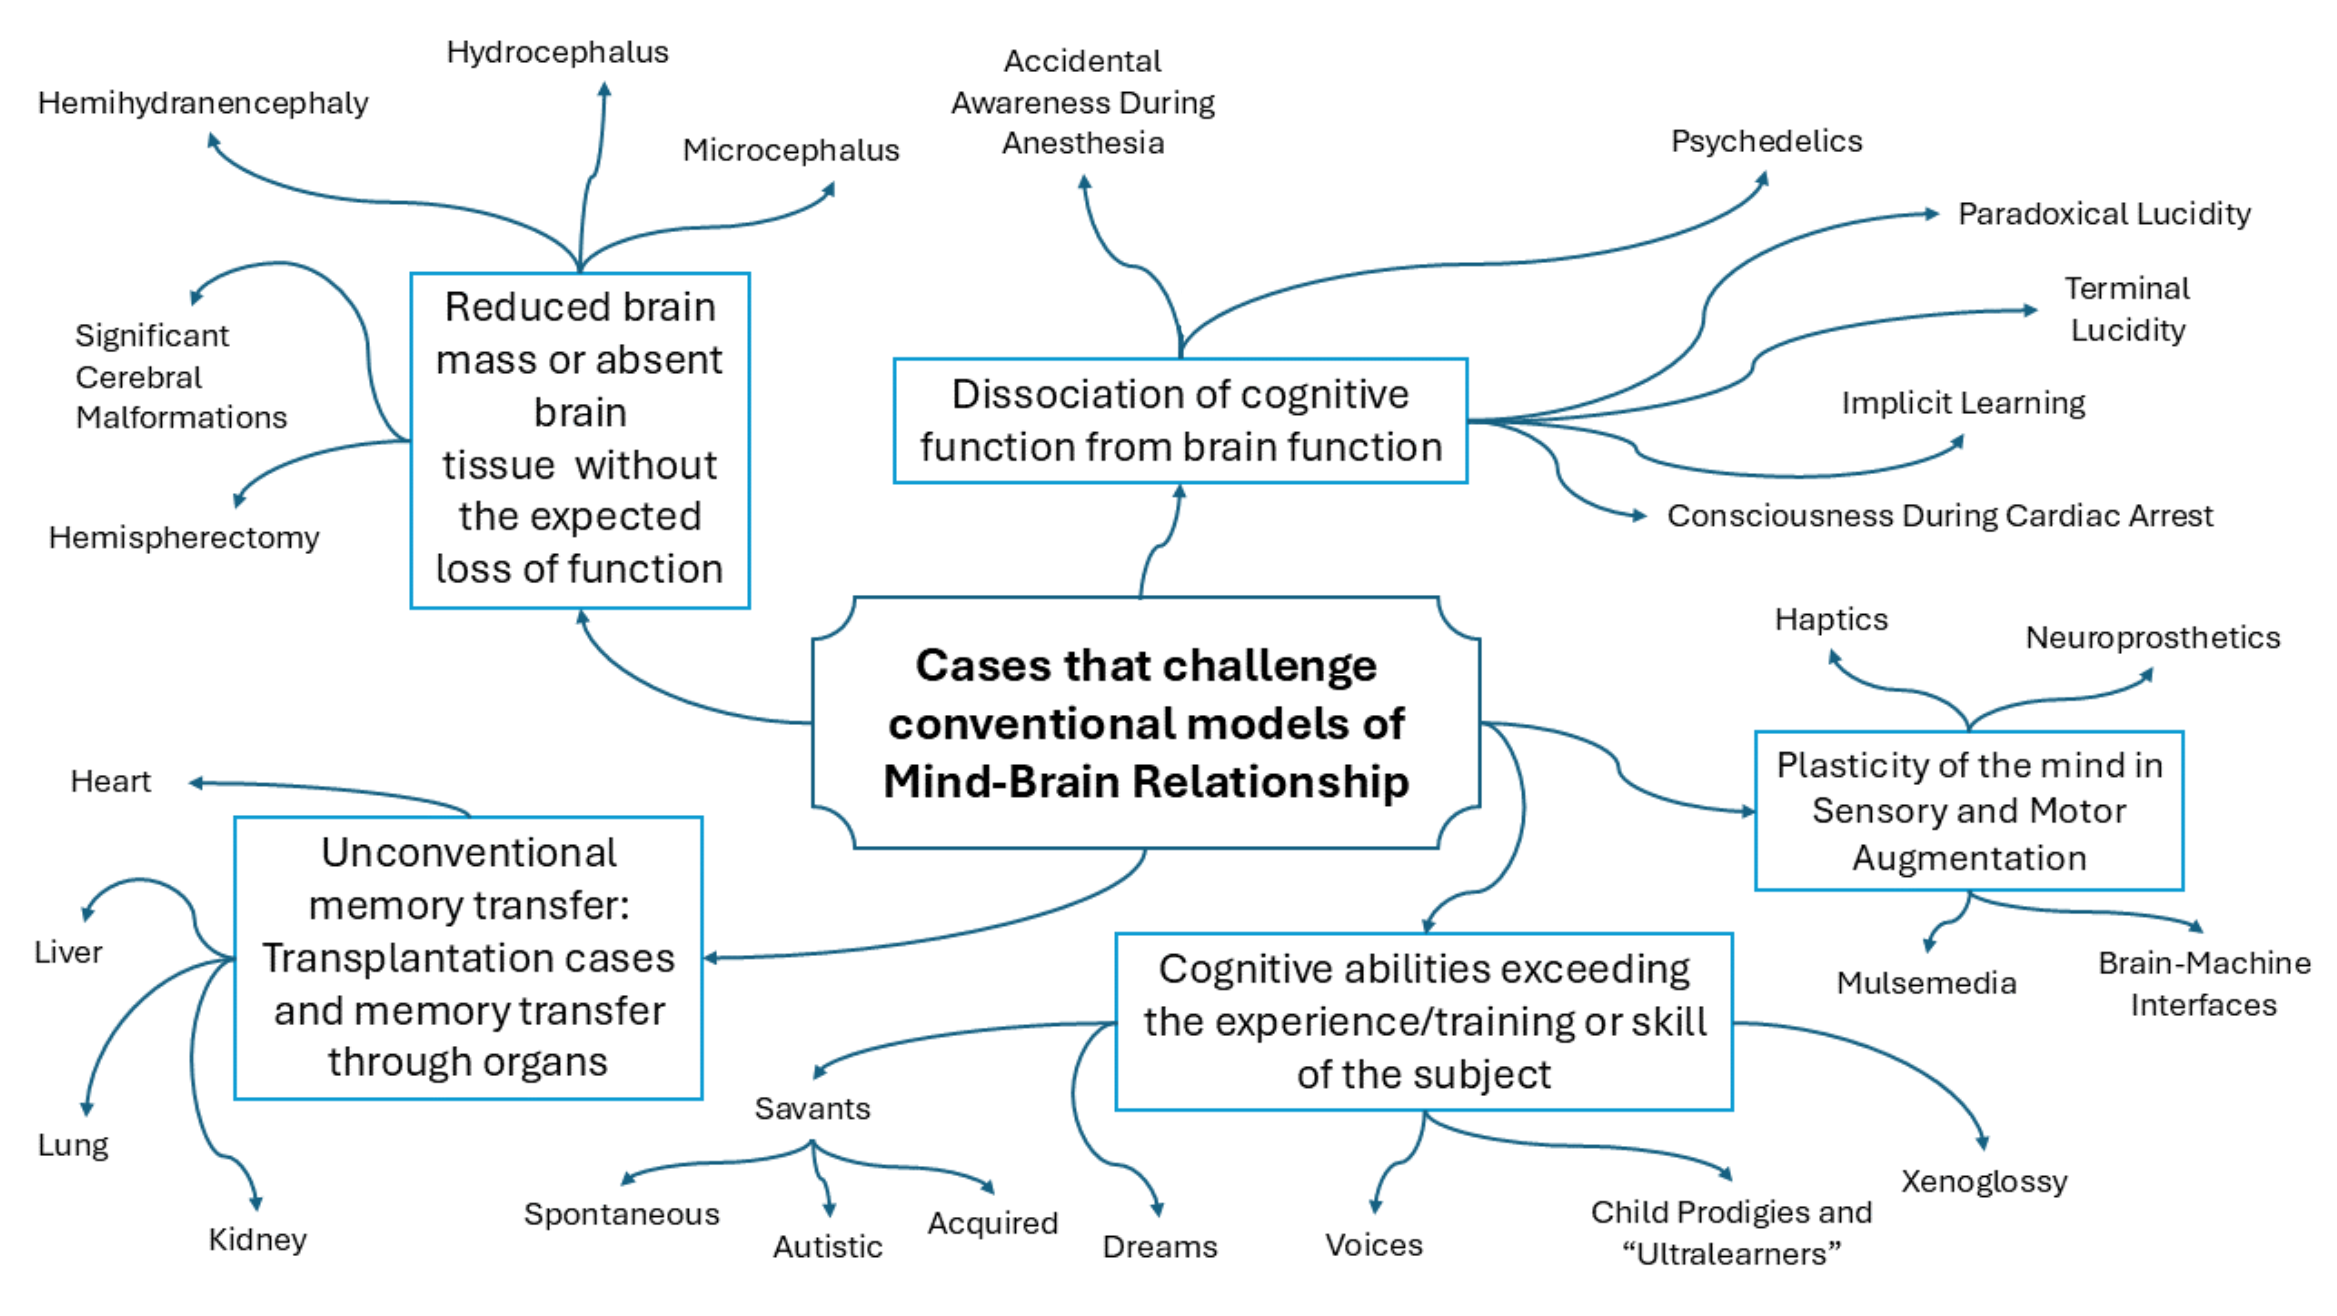 Hydrocephalus
Hemihydranencephaly
Microcephalus
Significant
Cerebral
Malformations
Hemispherectomy
Reduced brain
mass or absent
brain
tissue  without
the expected
loss of function
Accidental
Awareness During
Anesthesia
Psychedelics
Paradoxical Lucidity
Terminal
Lucidity
Implicit Learning
Consciousness During Cardiac Arrest
Dissociation of cognitive
function from brain function
Cases that challenge
conventional models of
Mind-Brain Relationship
Haptics
Neuroprosthetics
Plasticity of the mind in
Sensory and Motor
Augmentation
Mulsemedia
Brain-Machine
Interfaces
Heart
Liver
Lung
Kidney
Unconventional
memory transfer:
Transplantation cases
and memory transfer
through organs
Cognitive abilities exceeding
the experience/training or skill
of the subject
Savants
Spontaneous
Autistic
Acquired
Dreams
Voices
Child Prodigies and
“Ultralearners”
Xenoglossy